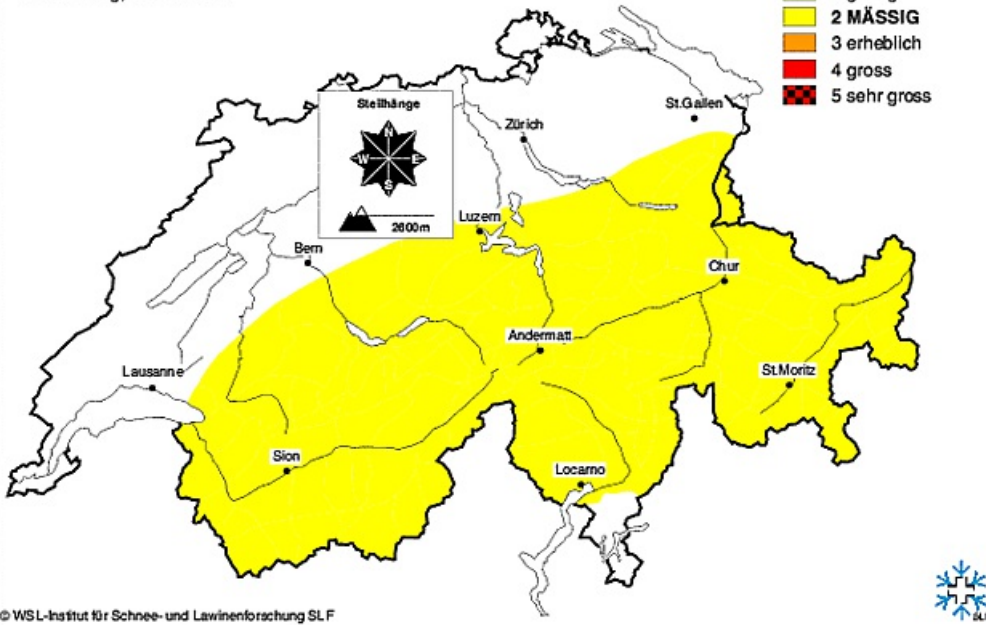 2 MÄSSIG
3 erheblich
4 gross
5 sehr gross
St.Gallen
Steilhänge
Zürich
N
W E
S
2600m
Luzern
Bern
Chur
Andermatt
Lausanne
St.Moritz
Sion
Locarno
© WSL-Institut für Schnee- und Lawinenforschung SLF